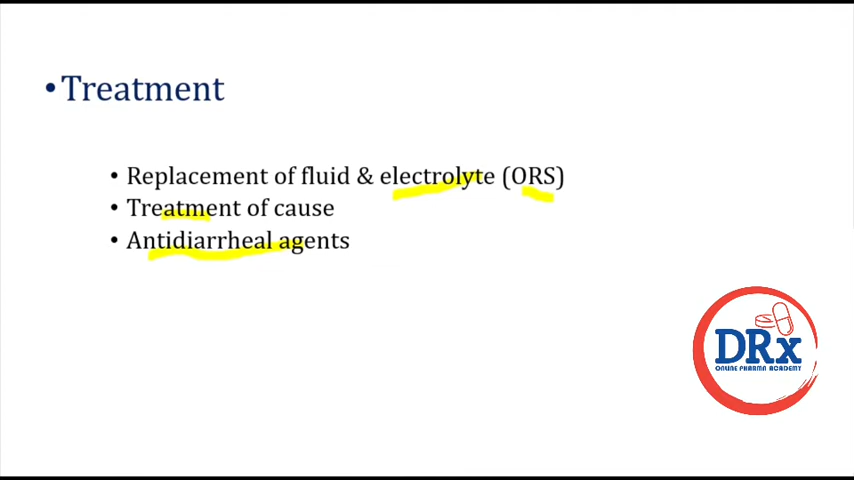 • Treatment
• Replacement of fluid & electrolyte (ORS)
• Treatment of cause
• Antidiarrheal agents
DRx
ONLINE PHARMA ACADEMY